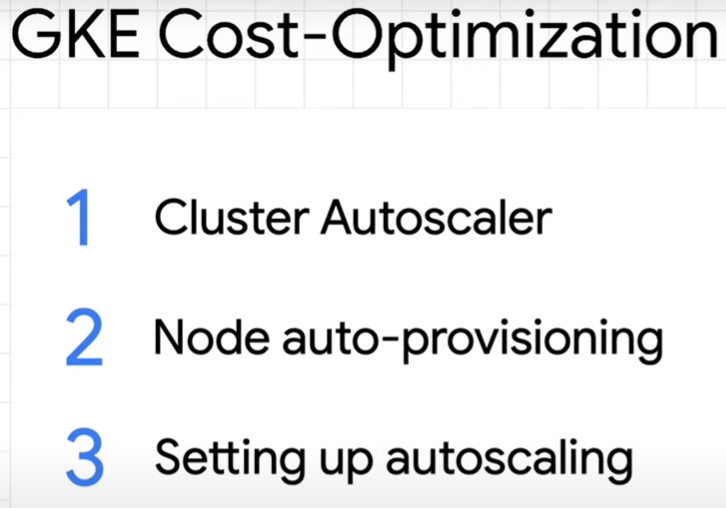 GKE Cost-Optimization
1 Cluster Autoscaler
2 Node auto-provisioning
3 Setting up autoscaling